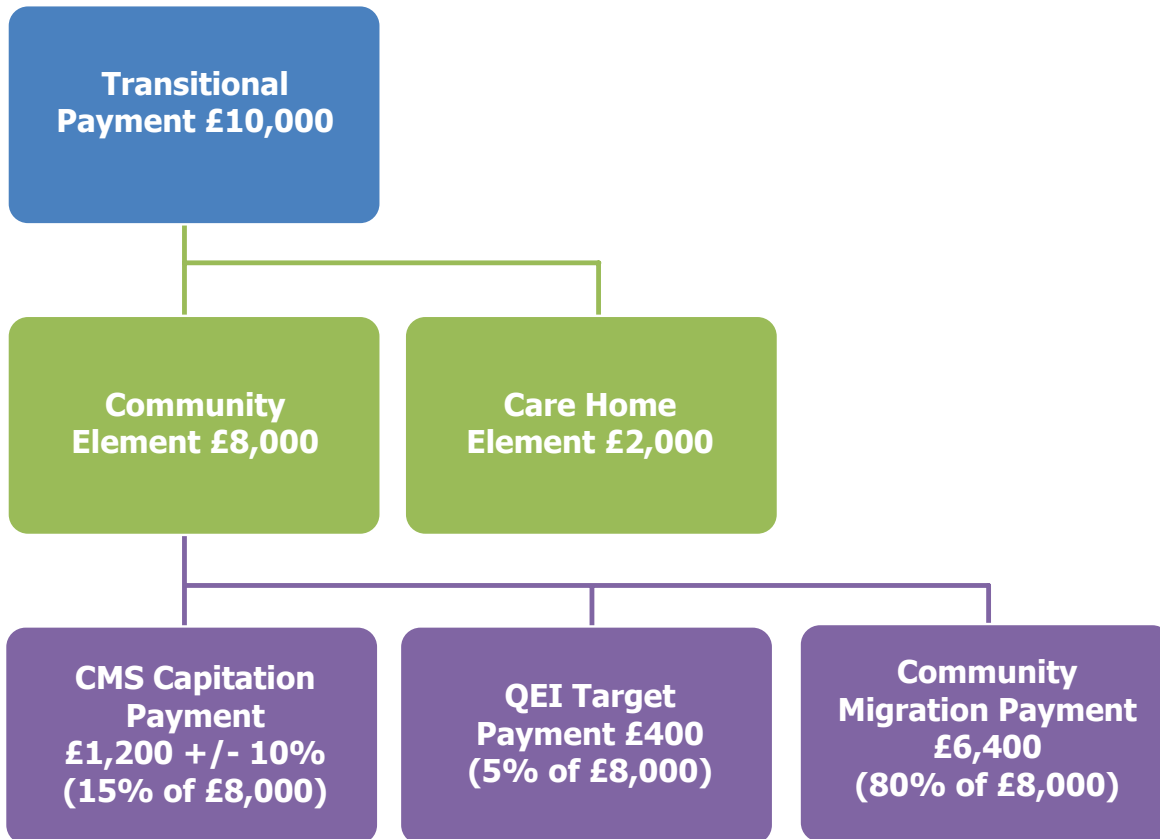 Transitional
Payment £10,000
Community
Element £8,000
Care Home
Element £2,000
CMS Capitation
Payment
£1,200 +/- 10%
(15% of £8,000)
QEI Target
Payment £400
(5% of £8,000)
Community
Migration Payment
£6,400
(80% of £8,000)